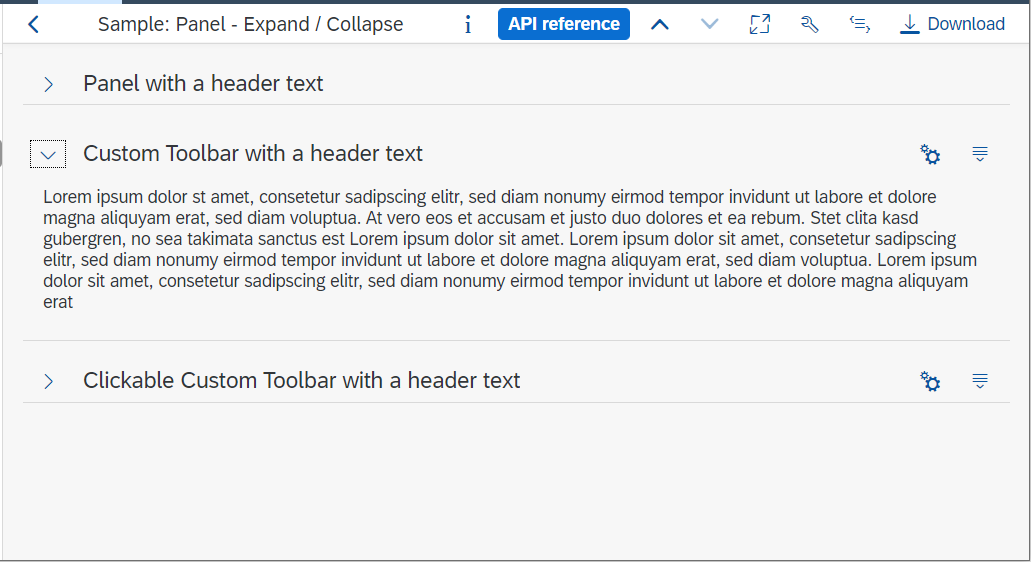 Sample: Panel - Expand / Collapse
API reference
Download
Panel with a header text
Custom Toolbar with a header text
Lorem ipsum dolor st amet, consetetur sadipscing elitr, sed diam nonumy eirmod tempor invidunt ut labore et dolore
magna aliquyam erat, sed diam voluptua. At vero eos et accusam et justo duo dolores et ea rebum. Stet clita kasd
gubergren, no sea takimata sanctus est Lorem ipsum dolor sit amet. Lorem ipsum dolor sit amet, consetetur sadipscing
elitr, sed diam nonumy eirmod tempor invidunt ut labore et dolore magna aliquyam erat, sed diam voluptua. Lorem ipsum
dolor sit amet, consetetur sadipscing elitr, sed diam nonumy eirmod tempor invidunt ut labore et dolore magna aliquyam
erat
Clickable Custom Toolbar with a header text